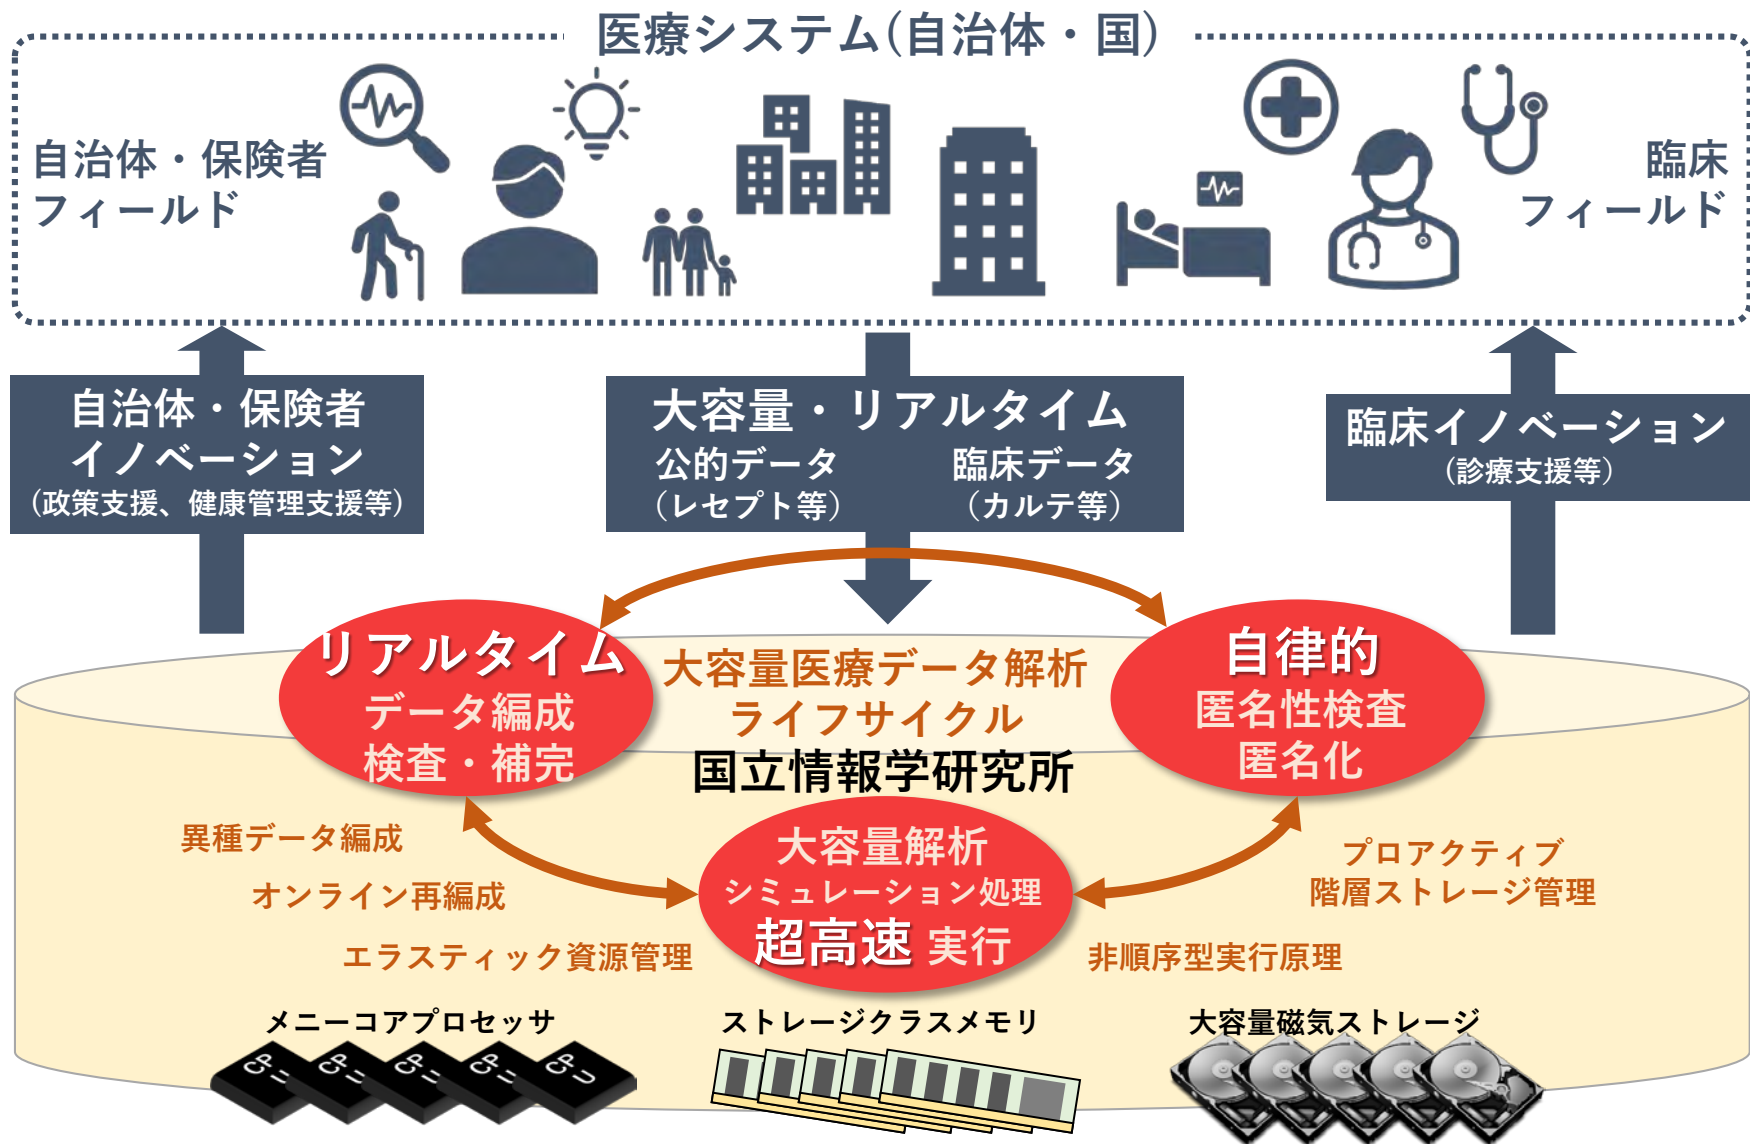 医療システム(自治体・国)
自治体・保険者
フィールド
臨床
フィールド
自治体・保険者
イノベーション
（政策支援、健康管理支援等）
大容量・リアルタイム
公的データ 臨床データ
（レセプト等） （カルテ等）
臨床イノベーション
（診療支援等）
リアルタイム
データ編成
検査・補完
大容量医療データ解析
ライフサイクル
国立情報学研究所
自律的
匿名性検査
匿名化
大容量解析
シミュレーション処理
超高速 実行
異種データ編成
オンライン再編成
エラスティック資源管理
プロアクティブ
階層ストレージ管理
非順序型実行原理
メニーコアプロセッサ
ストレージクラスメモリ
大容量磁気ストレージ
CP
U
CP
U
CP
U
CP
U
CP
U